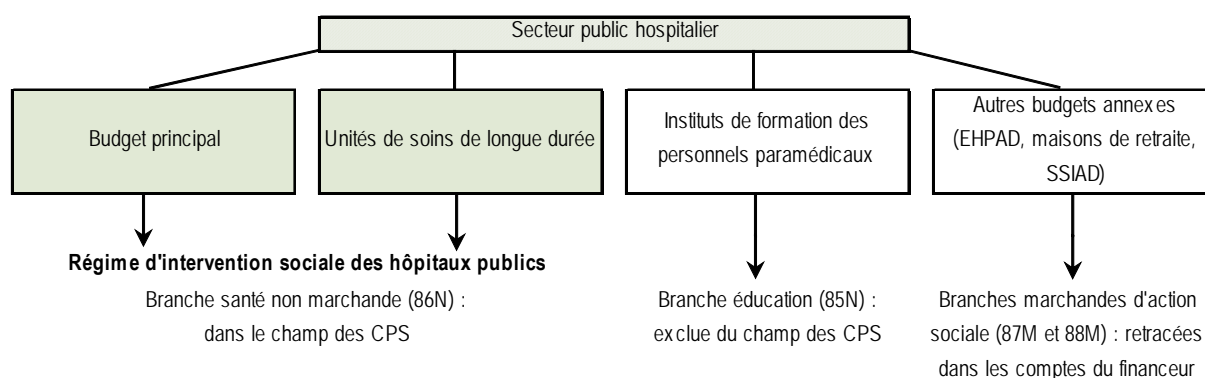 Secteur public hospitalier
Budget principal
Unités de soins de longue durée
Instituts de formation des
personnels paramédicaux
Autres budgets annexes
(EHPAD, maisons de retraite,
SSIAD)
Régime d'intervention sociale des hôpitaux publics
Branche santé non marchande (86N) :
dans le champ des CPS
Branche éducation (85N) :
exclue du champ des CPS
Branches marchandes d'action
sociale (87M et 88M) : retracées
dans les comptes du financeur